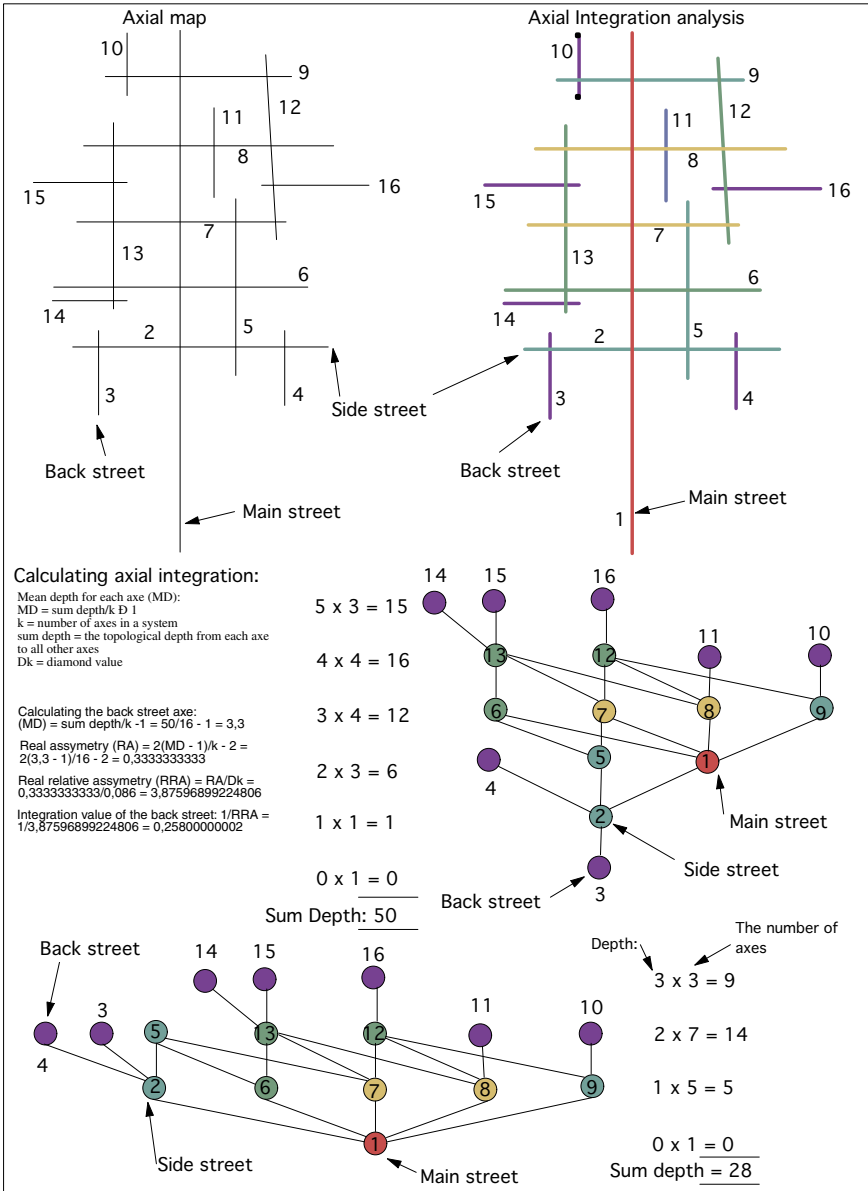 Axial map
Axial Integration analysis
10
9
12
11
8
15
16
7
13
6
14
2
5
3
4
Side street
Back street
Main street
10
9
12
11
8
15
16
7
13
6
14
2
5
3
4
Back street
1
Main street
Calculating axial integration:
Mean depth for each axe (MD):
MD = sum depth/k Ð 1
k = number of axes in a system
sum depth = the topological depth from each axe
to all other axes
Dk = diamond value
Calculating the back street axe:
(MD) = sum depth/k -1 = 50/16 - 1 = 3,3
Real assymetry (RA) = 2(MD - 1)/k - 2 =
2(3,3 - 1)/16 - 2 = 0,3333333333
Real relative assymetry (RRA) = RA/Dk =
0,3333333333/0,086 = 3,87596899224806
Integration value of the back street: 1/RRA =
1/3,87596899224806 = 0,25800000002
5 x 3 = 15
4 x 4 = 16
3 x 4 = 12
2 x 3 = 6
1 x 1 = 1
0 x 1 = 0
Sum Depth: 50
14
15
16
11
10
13
12
6
7
8
9
4
5
1
Main street
2
Side street
Back street
3
Back street
14
15
16
Depth:
The number of
axes
3 x 3 = 9
4
3
5
13
12
11
10
2 x 7 = 14
2
6
7
8
9
1 x 5 = 5
1
0 x 1 = 0
Side street
Main street
Sum depth = 28